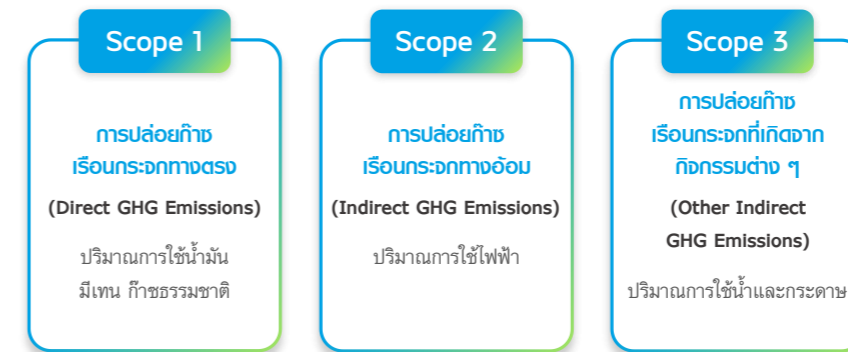 Scope 1
การปล่อยก๊าซ
เรือนกระจกทางตรง
(Direct GHG Emissions)
ปริมาณการใช้น้ำมัน
มีเทน ก๊าซธรรมชาติ
Scope 2
การปล่อยก๊าซ
เรือนกระจกทางอ้อม
(Indirect GHG Emissions)
ปริมาณการใช้ไฟฟ้า
Scope 3
การปล่อยก๊าซ
เรือนกระจกที่เกิดจาก
กิจกรรมต่าง ๆ
(Other Indirect
GHG Emissions)
ปริมาณการใช้น้ำและกระดาษ